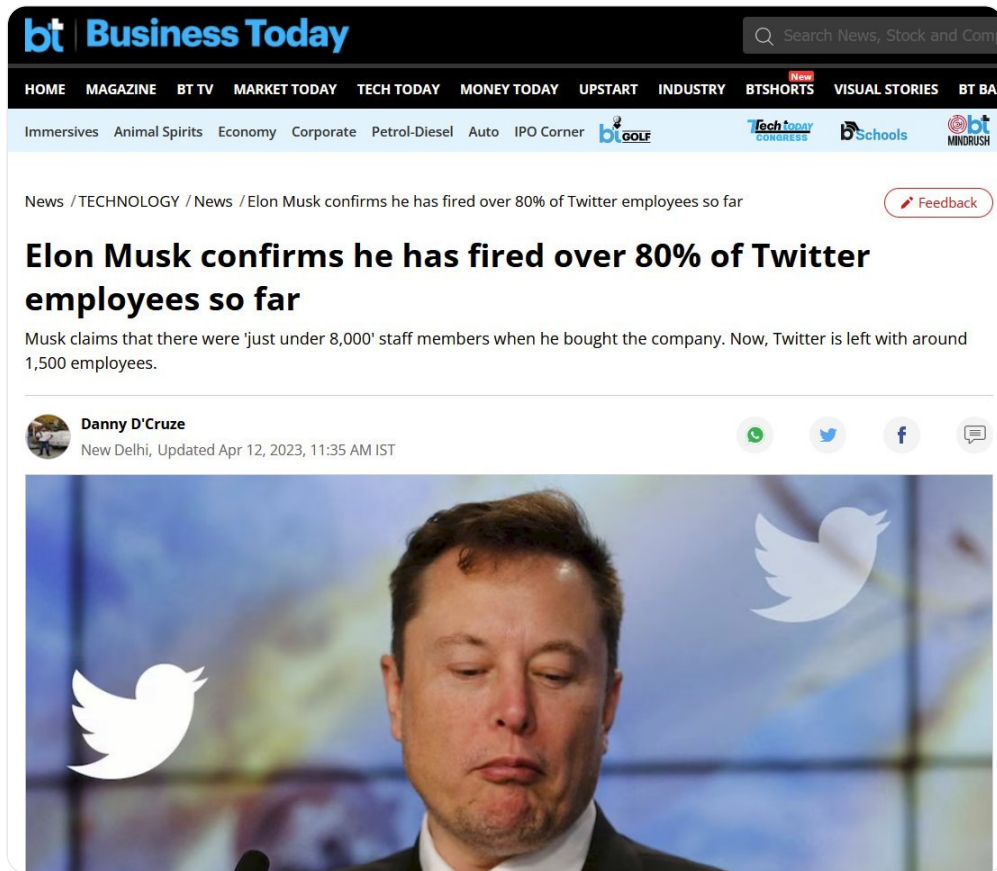 bt Business Today
Search News, Stock and Com
HOME MAGAZINE BT TV MARKET TODAY TECH TODAY MONEY TODAY UPSTART INDUSTRY BTSHORTS New VISUAL STORIES BT BA
Immersives Animal Spirits Economy Corporate Petrol-Diesel Auto IPO Corner bt GOLF Tech today CONGRESS bSchools bt MINDRUSH
News / TECHNOLOGY / News / Elon Musk confirms he has fired over 80% of Twitter employees so far
Feedback
Elon Musk confirms he has fired over 80% of Twitter
employees so far
Musk claims that there were 'just under 8,000' staff members when he bought the company. Now, Twitter is left with around
1,500 employees.
Danny D'Cruze
New Delhi, Updated Apr 12, 2023, 11:35 AM IST